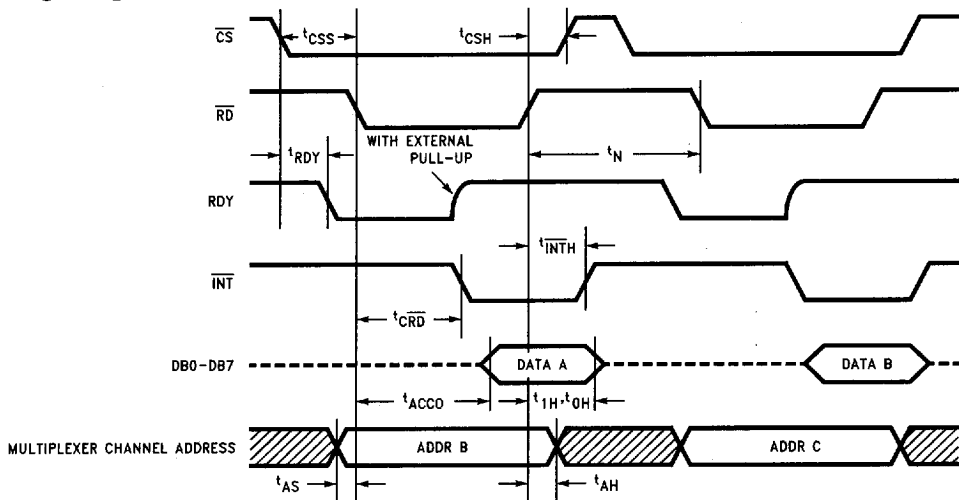 CS tCSS tCSH
RD
WITH EXTERNAL
PULL-UP
tRDY tN
RDY
tINTH
INT
tCRD
DB0-DB7 DATA A DATA B
tACC0 t1H, t0H
MULTIPLEXER CHANNEL ADDRESS ADDR B ADDR C
tAS tAH